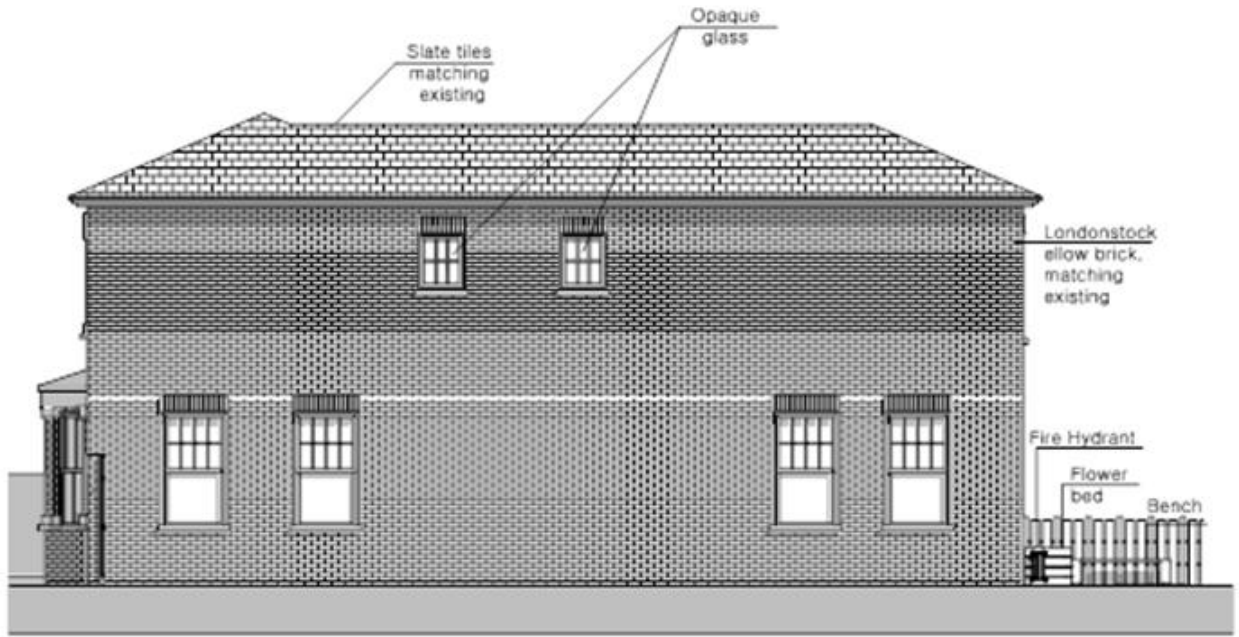 Opaque
glass
Slate tiles
matching
existing
Londonstock
ellow brick,
matching
existing
Fire Hydrant
Flower
bed
Bench